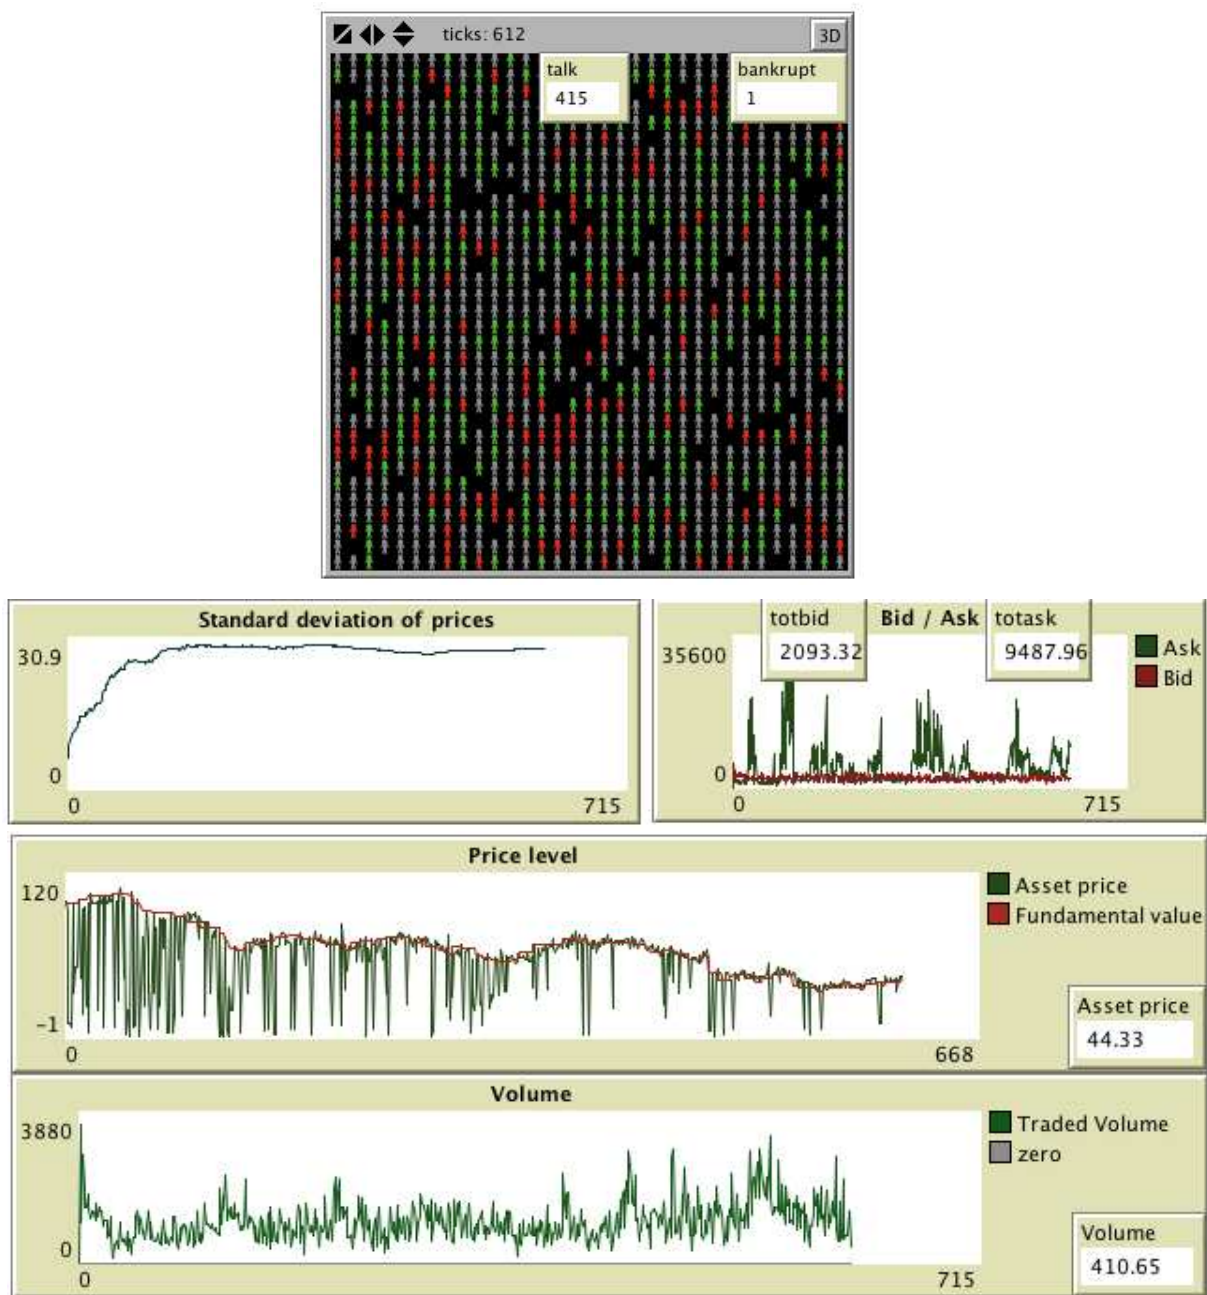 ticks: 612
3D
talk
415
bankrupt
1
Standard deviation of prices
30.9
0
0
715
totbid
2093.32
Bid / Ask
totask
9487.96
35600
0
0
715
Ask
Bid
Price level
120
-1
0
668
Asset price
Fundamental value
Asset price
44.33
Volume
3880
0
0
715
Traded Volume
zero
Volume
410.65